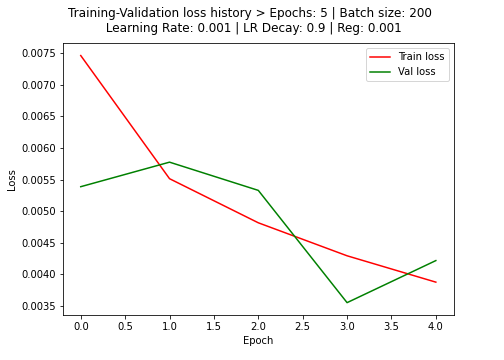 Training-Validation loss history > Epochs: 5 | Batch size: 200
Learning Rate: 0.001 | LR Decay: 0.9 | Reg: 0.001
Train loss
Val loss
0.0075
0.0070
0.0065
0.0060
0.0055
0.0050
0.0045
0.0040
0.0035
Loss
0.0 0.5 1.0 1.5 2.0 2.5 3.0 3.5 4.0
Epoch